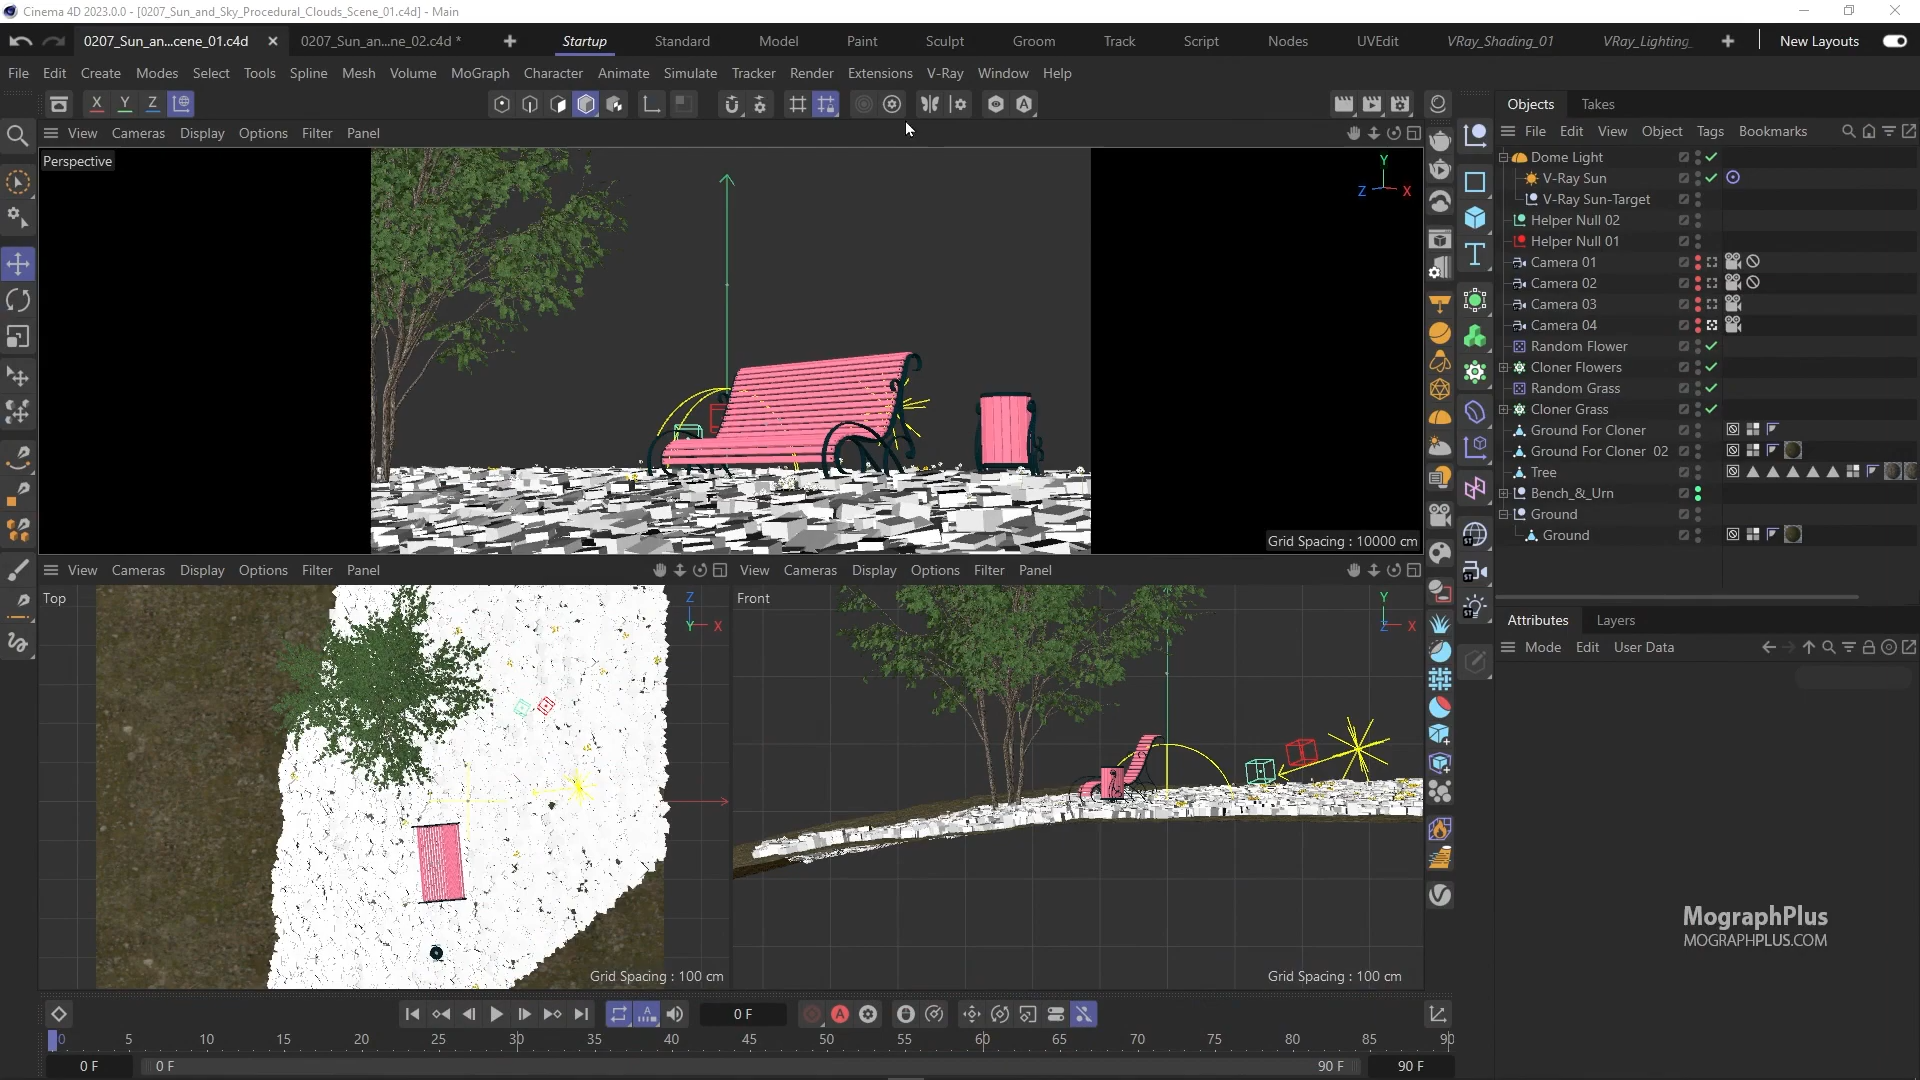 Cinema 4D 2023.0.0 - [0207_Sun_and_Sky_Procedural_Clouds_Scene_01.c4d] - Main
0207_Sun_an...cene_01.c4d 0207_Sun_an...ne_02.c4d * Startup Standard Model Paint Sculpt Groom Track Script Nodes UVEdit VRay_Shading_01 VRay_Lighting_ New Layouts
File Edit Create Modes Select Tools Spline Mesh Volume MoGraph Character Animate Simulate Tracker Render Extensions V-Ray Window Help
X Y Z
Objects Takes
View Cameras Display Options Filter Panel
File Edit View Object Tags Bookmarks
Perspective
Y
Z X
Grid Spacing : 10000 cm
Dome Light
V-Ray Sun
V-Ray Sun-Target
Helper Null 02
Helper Null 01
Camera 01
Camera 02
Camera 03
Camera 04
Random Flower
Cloner Flowers
Random Grass
Cloner Grass
Ground For Cloner
Ground For Cloner 02
Tree
Bench_&_Urn
Ground
Ground
View Cameras Display Options Filter Panel
Top
Z
Y X
Grid Spacing : 100 cm
View Cameras Display Options Filter Panel
Front
Y
Z X
Grid Spacing : 100 cm
Attributes Layers
Mode Edit User Data
MographPlus
MOGRAPHPLUS.COM
0 F
0 5 10 15 20 25 30 35 40 45 50 55 60 65 70 75 80 85 90
0 F 0 F 90 F 90 F